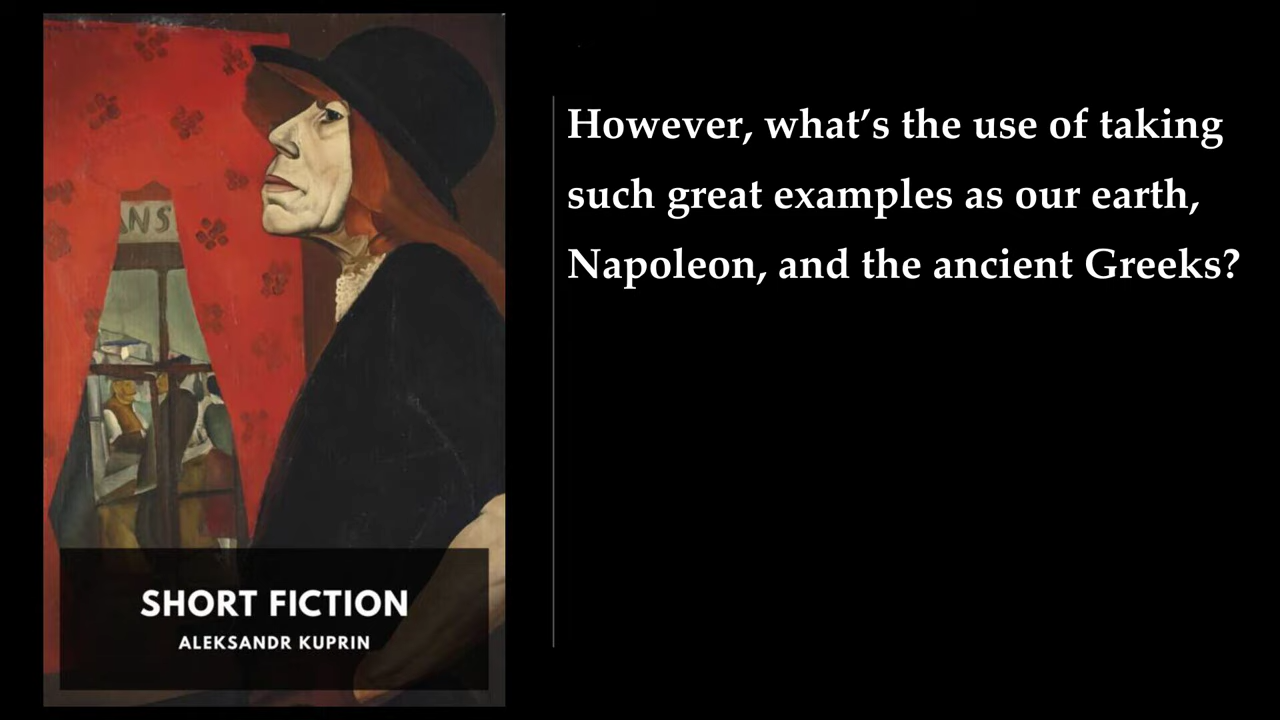 ANS
SHORT FICTION
ALEKSANDR KUPRIN
However, what’s the use of taking
such great examples as our earth,
Napoleon, and the ancient Greeks?